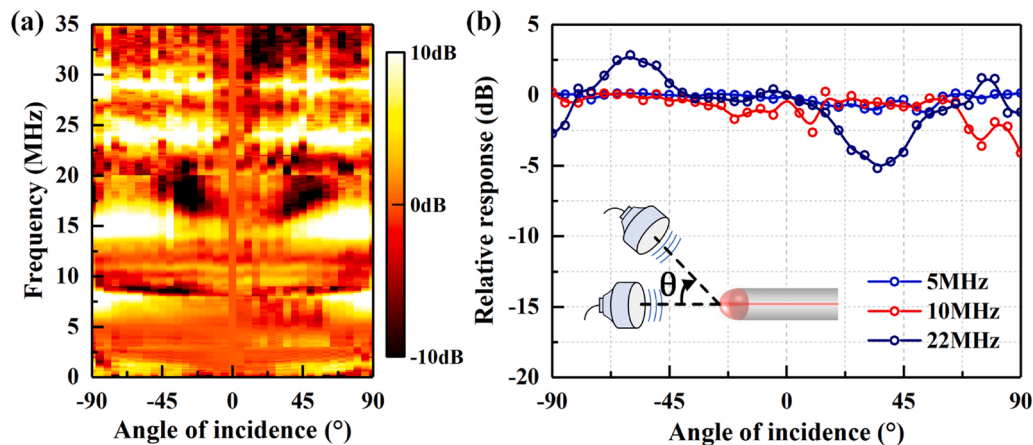 (a)
35
30
25
20
15
10
5
0
Frequency (MHz)
-90 -45 0 45 90
Angle of incidence (°)
10dB
0dB
-10dB
(b)
5
0
-5
-10
-15
-20
Relative response (dB)
θ
5MHz
10MHz
22MHz
-90 -45 0 45 90
Angle of incidence (°)